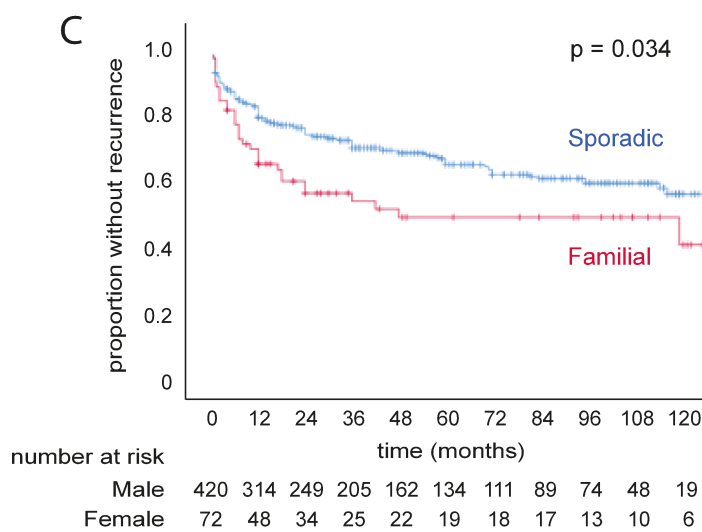 C
p = 0.034
1.0
0.8
0.6
0.4
0.2
0
proportion without recurrence
Sporadic
Familial
0 12 24 36 48 60 72 84 96 108 120
time (months)
number at risk
Male 420 314 249 205 162 134 111 89 74 48 19
Female 72 48 34 25 22 19 18 17 13 10 6